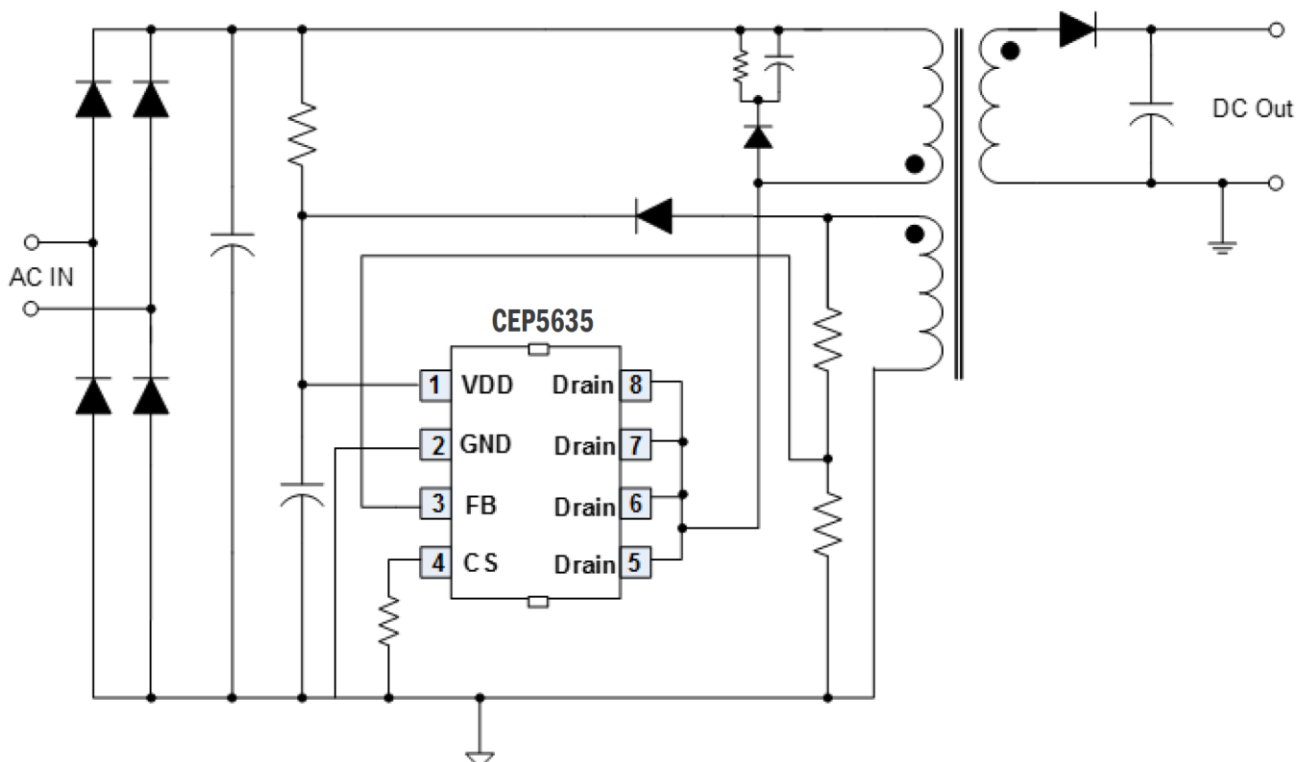 DC Out
AC IN
CEP5635
1 VDD Drain 8
2 GND Drain 7
3 FB Drain 6
4 CS Drain 5